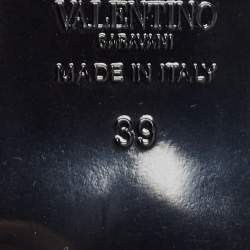 VALENTINO
GARAVANI
MADE IN ITALY
39